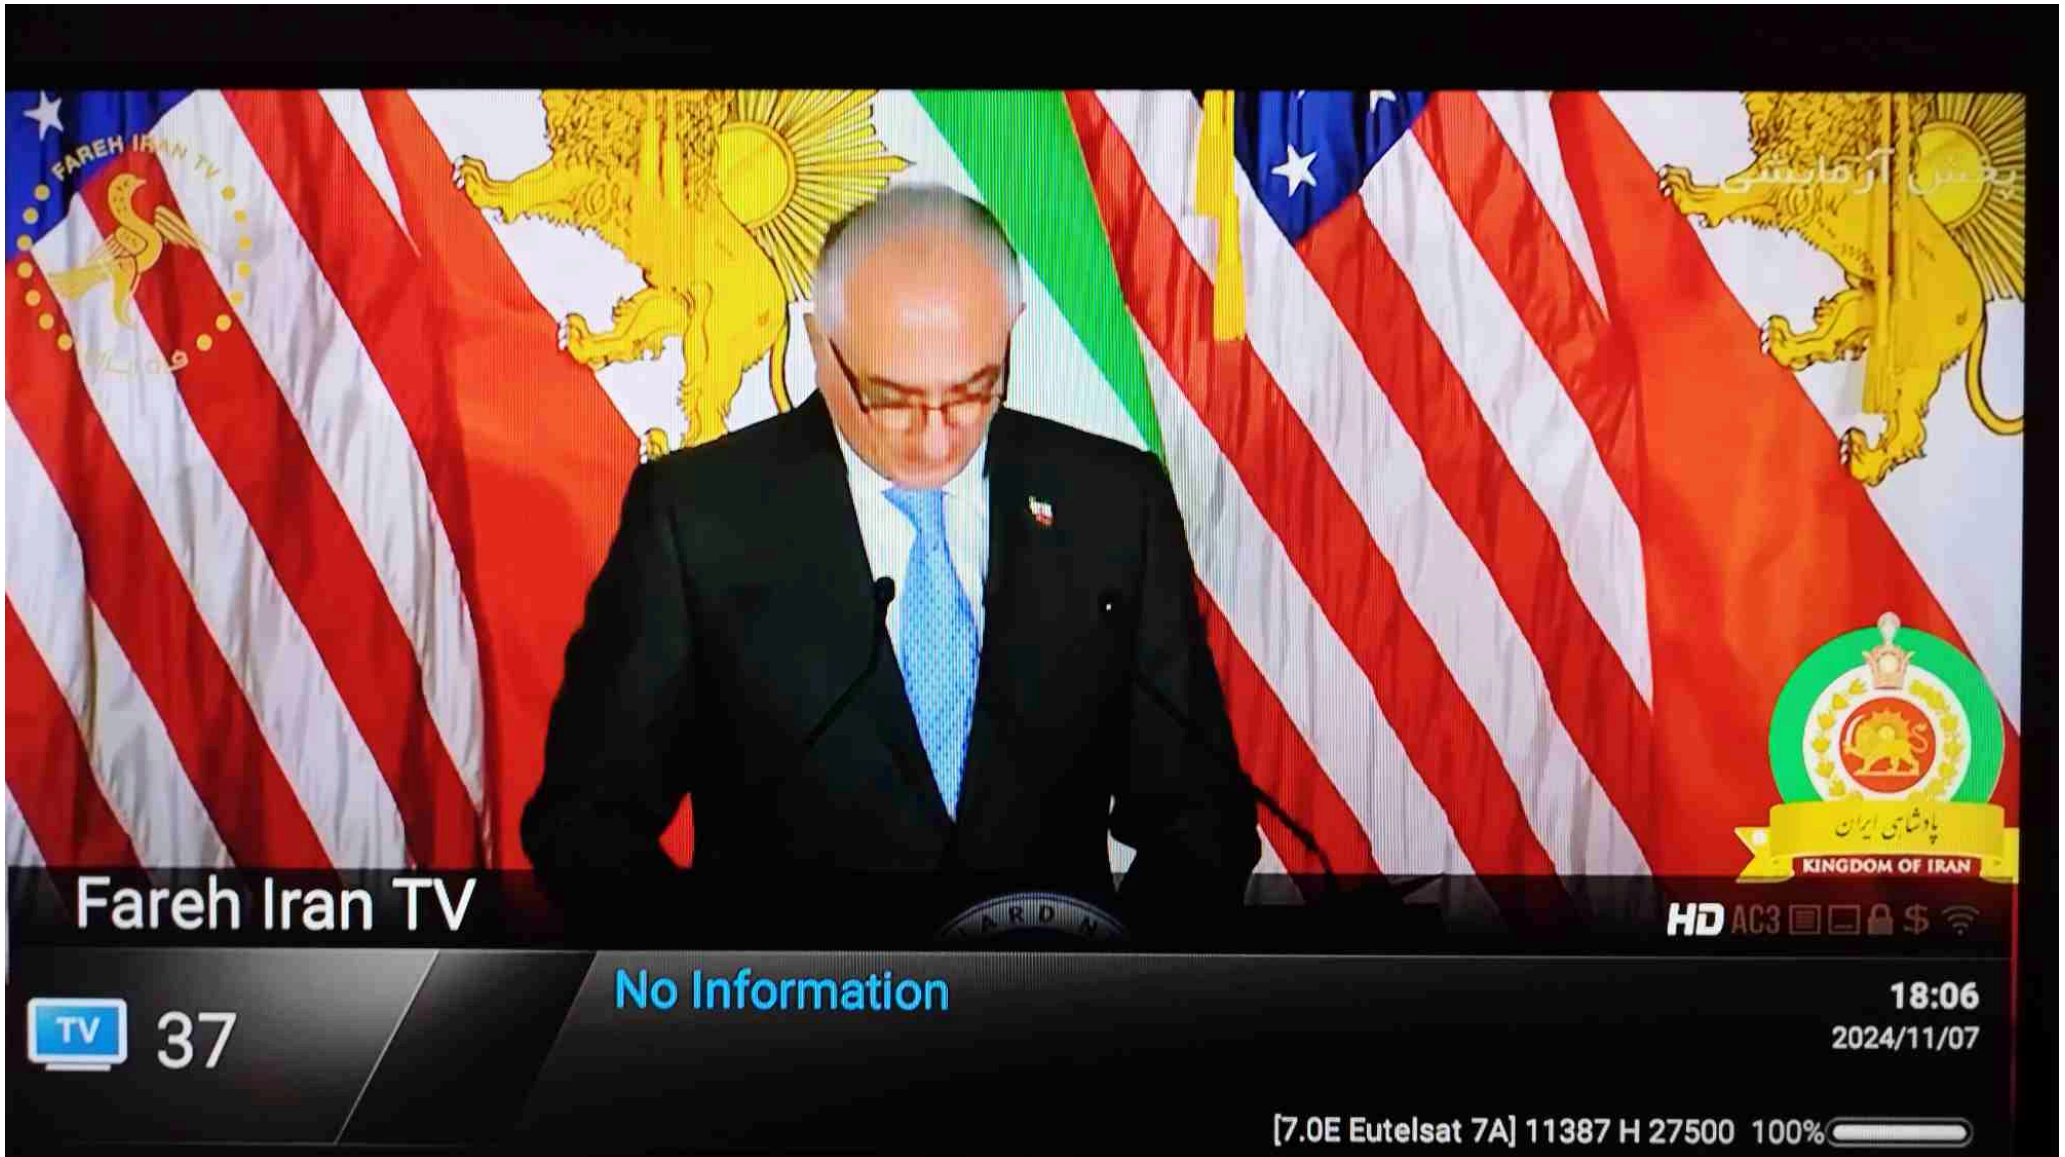 FAREH IRAN TV
پخش آزمایشی
پادشاهی ایران
KINGDOM OF IRAN
Fareh Iran TV
ARD N
HD AC3 $
TV 37
No Information
18:06
2024/11/07
[7.0E Eutelsat 7A] 11387 H 27500 100%